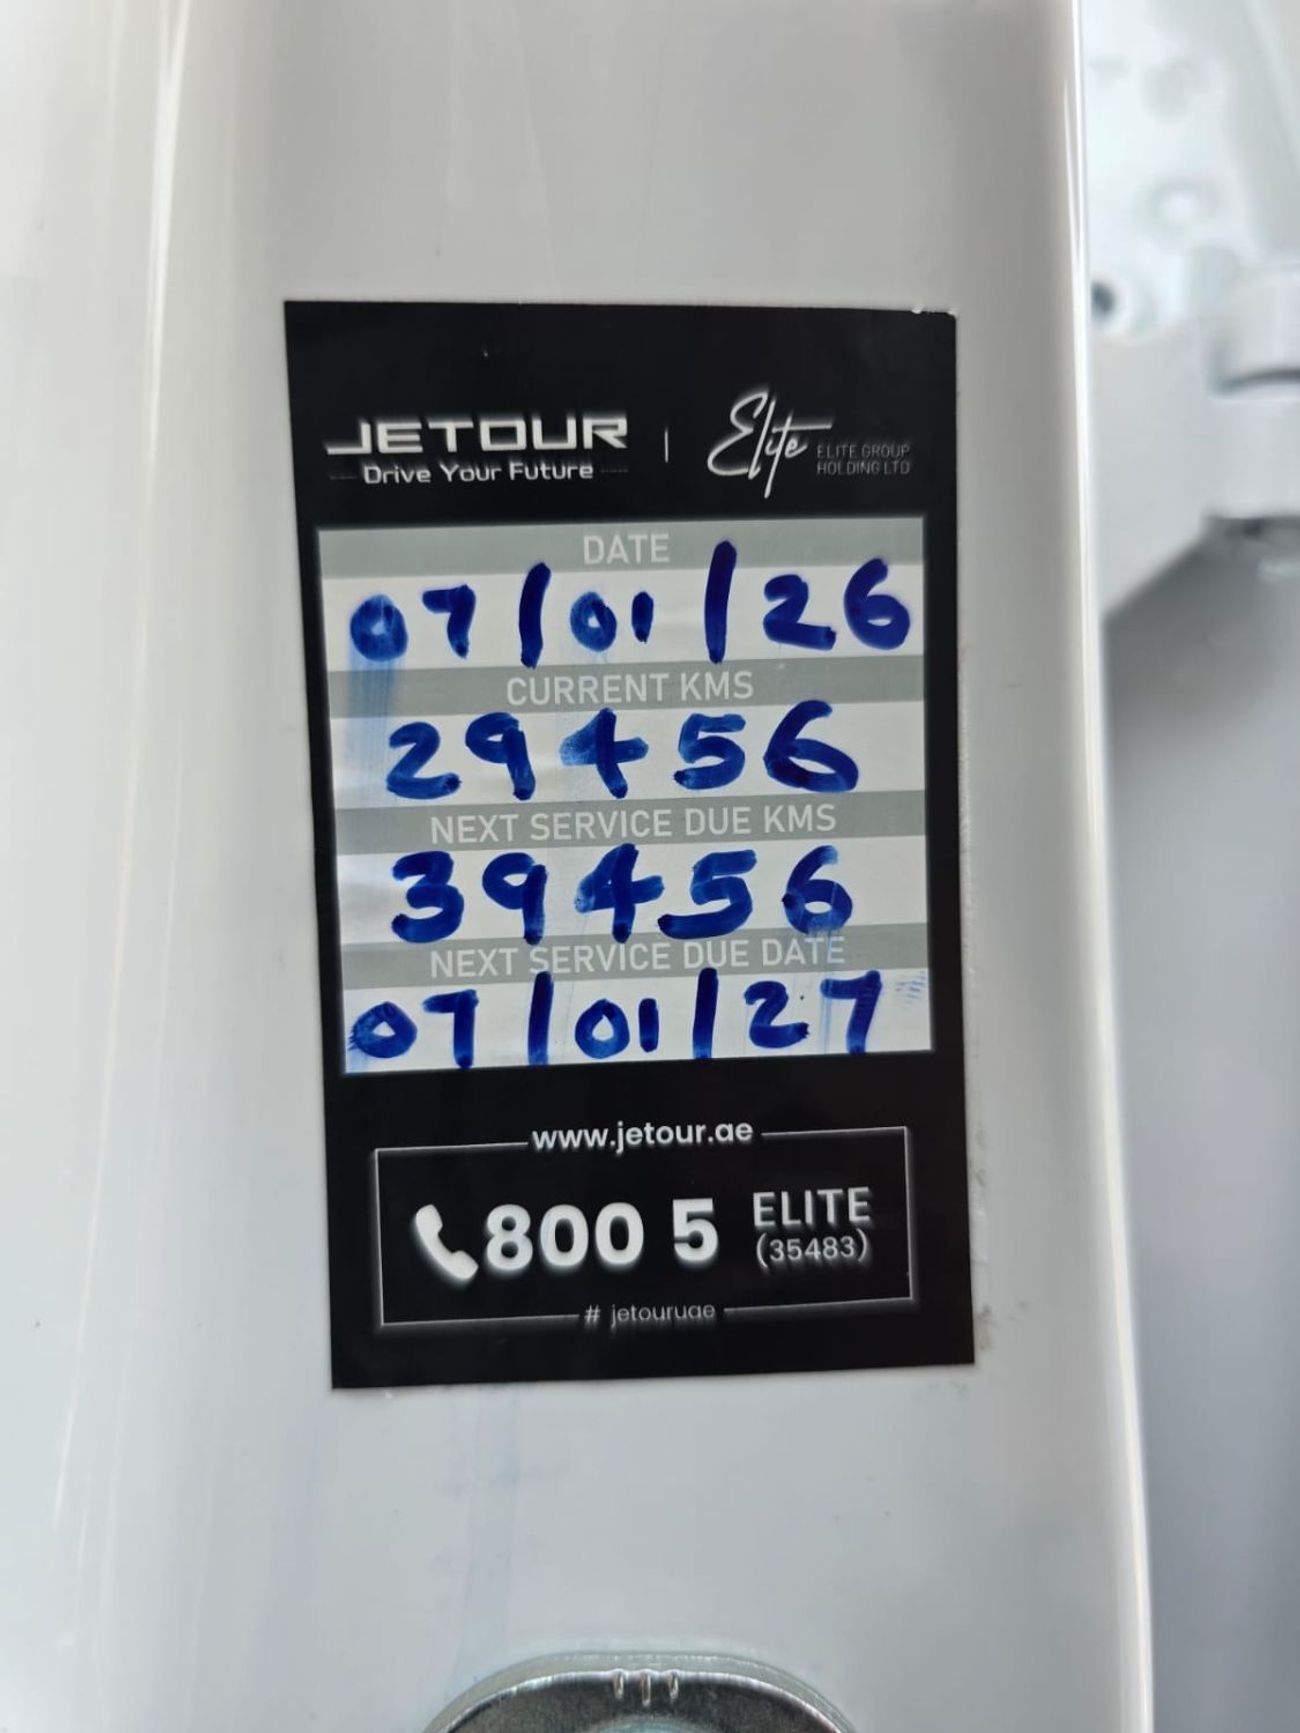 JETOUR | Elite ELITE GROUP HOLDING LTD
Drive Your Future
DATE
07/01/26
CURRENT KMS
29456
NEXT SERVICE DUE KMS
39456
NEXT SERVICE DUE DATE
07/01/27
www.jetour.ae
800 5 ELITE
(35483)
# jetouruae